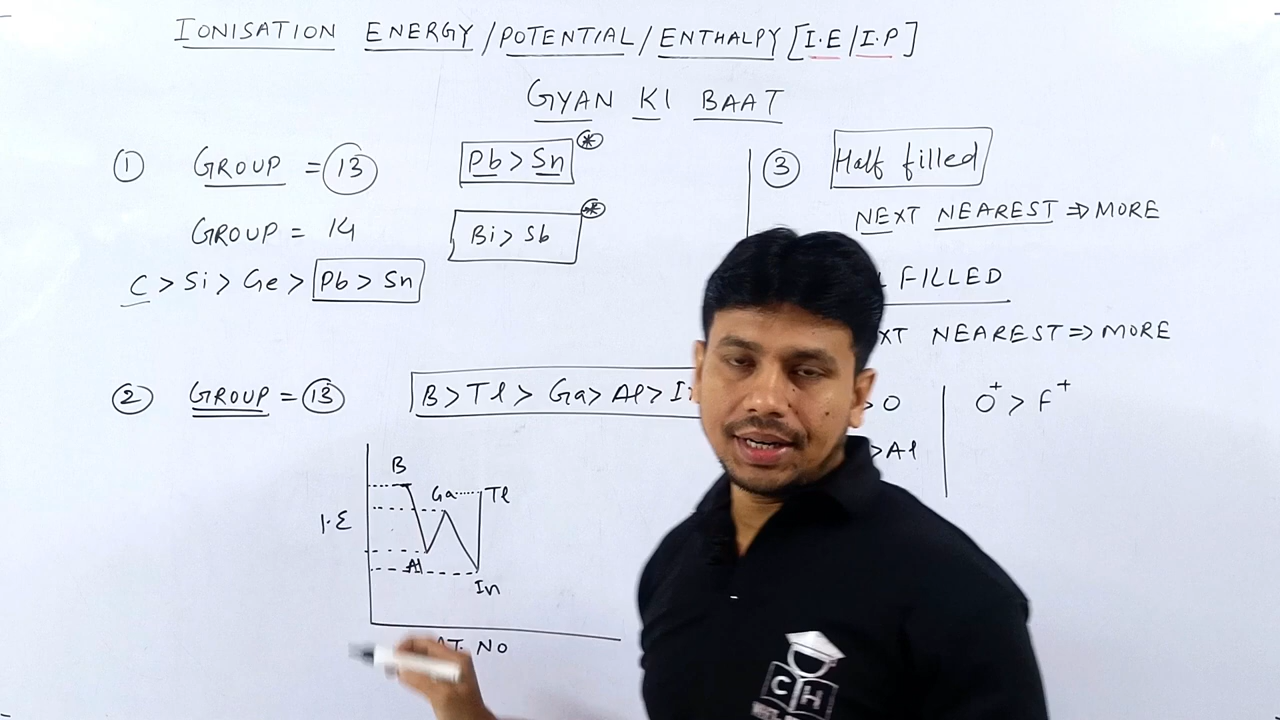 IONISATION ENERGY/POTENTIAL/ENTHALPY [I.E/I.P]
GYAN KI BAAT
① GROUP = ⑬
Pb > Sn *
GROUP = 14
Bi > Sb *
C > Si > Ge > Pb > Sn
② GROUP = ⑬
B > Tl > Ga > Al > I
B
Ga Tl
I.E
Al
In
AT. NO
③ Half filled
NEXT NEAREST ⇒ MORE
FILLED
XT NEAREST ⇒ MORE
> O
O⁺ > F⁺
> Al
CH